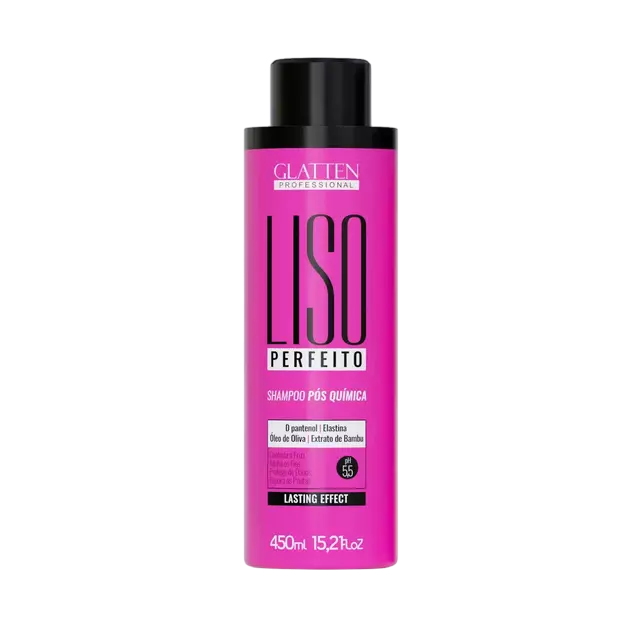 GLATTEN
PROFESSIONAL
LISO
PERFEITO
SHAMPOO PÓS QUÍMICA
D pantenol | Elastina
Óleo de Oliva | Extrato de Bambu
pH
5,5
LASTING EFFECT
450ml 15,21fl.oz